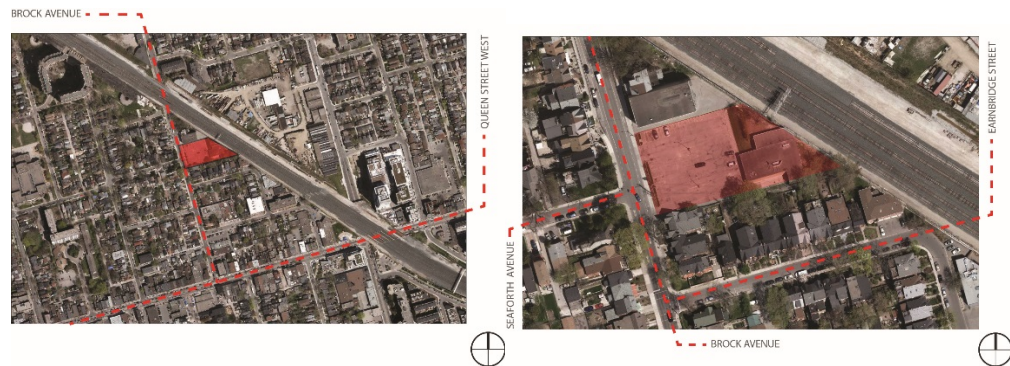 BROCK AVENUE
QUEEN STREET WEST
SEAFORTH AVENUE
EARNBRIDGE STREET
BROCK AVENUE